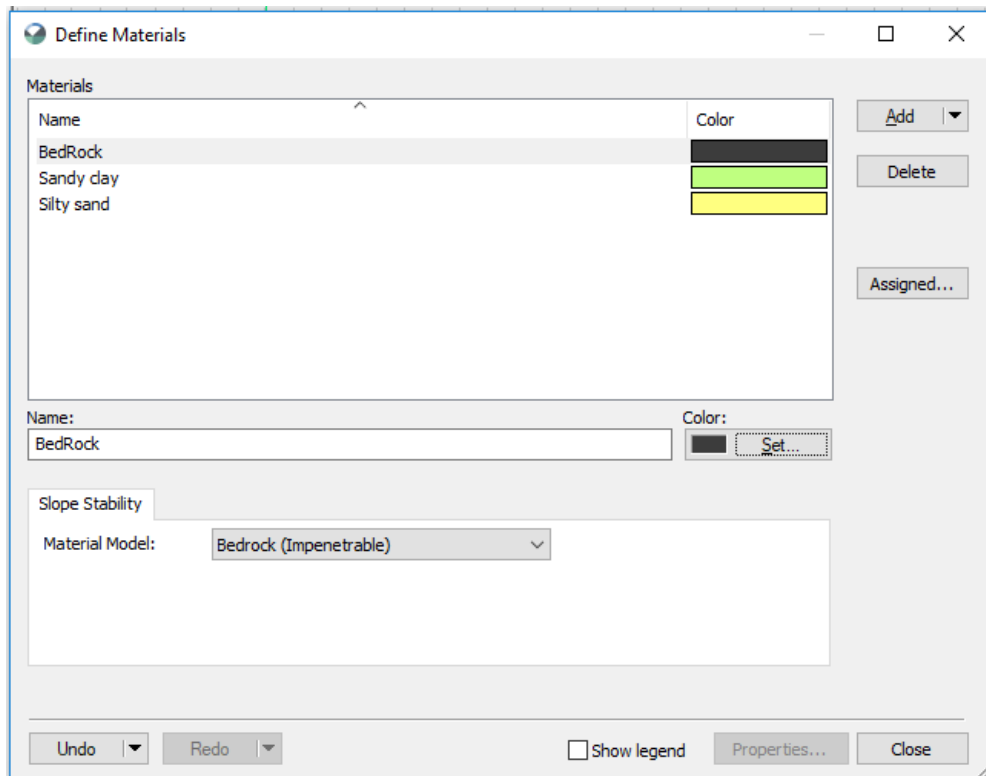 Define Materials
Materials
Name Color
Add
BedRock
Sandy clay
Delete
Silty sand
Assigned...
Name: Color:
BedRock Set...
Slope Stability
Material Model: Bedrock (Impenetrable)
Undo Redo Show legend Properties... Close